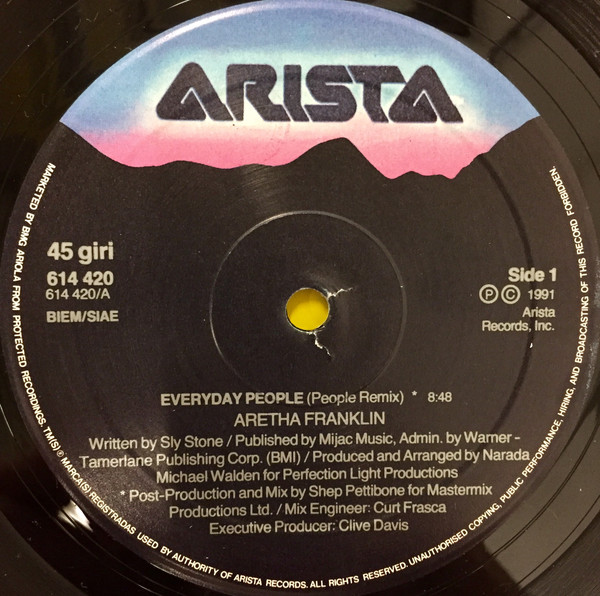 ARISTA
45 giri
614 420
614 420/A
BIEM/SIAE
Side 1
Ⓟ Ⓒ 1991
Arista
Records, Inc.
EVERYDAY PEOPLE (People Remix) * 8:48
ARETHA FRANKLIN
Written by Sly Stone / Published by Mijac Music, Admin. by Warner -
Tamerlane Publishing Corp. (BMI) / Produced and Arranged by Narada
Michael Walden for Perfection Light Productions
* Post-Production and Mix by Shep Pettibone for Mastermix
Productions Ltd. / Mix Engineer: Curt Frasca
Executive Producer: Clive Davis
MARKETED BY BMG ARIOLA FROM PROTECTED RECORDINGS. TM(S) ® MARCA(S) REGISTRADAS USED BY AUTHORITY OF ARISTA RECORDS. ALL RIGHTS RESERVED. UNAUTHORISED COPYING, PUBLIC PERFORMANCE, HIRING, AND BROADCASTING OF THIS RECORD FORBIDDEN.